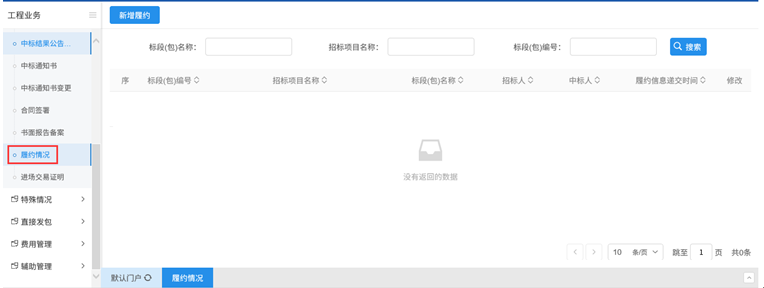 工程业务
新增履约
中标结果公告...
中标通知书
中标通知书变更
合同签署
书面报告备案
履约情况
进场交易证明
特殊情况
直接发包
费用管理
辅助管理
标段(包)名称：
招标项目名称：
标段(包)编号：
搜索
序 标段(包)编号 招标项目名称 标段(包)名称 招标人 中标人 履约信息递交时间 修改
没有返回的数据
10 条/页 跳至 1 页 共0条
默认门户 履约情况